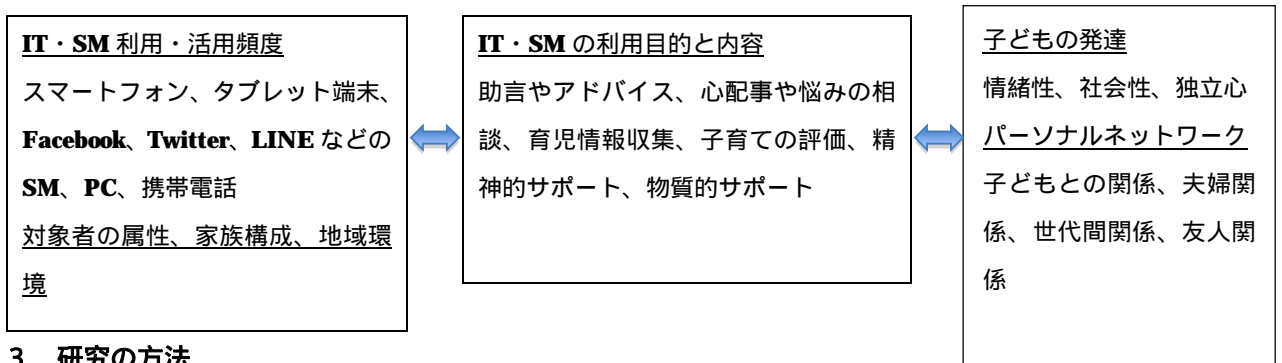 IT・SM 利用・活用頻度
スマートフォン、タブレット端末、
Facebook、Twitter、LINE などの
SM、PC、携帯電話
対象者の属性、家族構成、地域環
境
IT・SM の利用目的と内容
助言やアドバイス、心配事や悩みの相
談、育児情報収集、子育ての評価、精
神的サポート、物質的サポート
子どもの発達
情緒性、社会性、独立心
パーソナルネットワーク
子どもとの関係、夫婦関
係、世代間関係、友人関
係
3 研究の方法